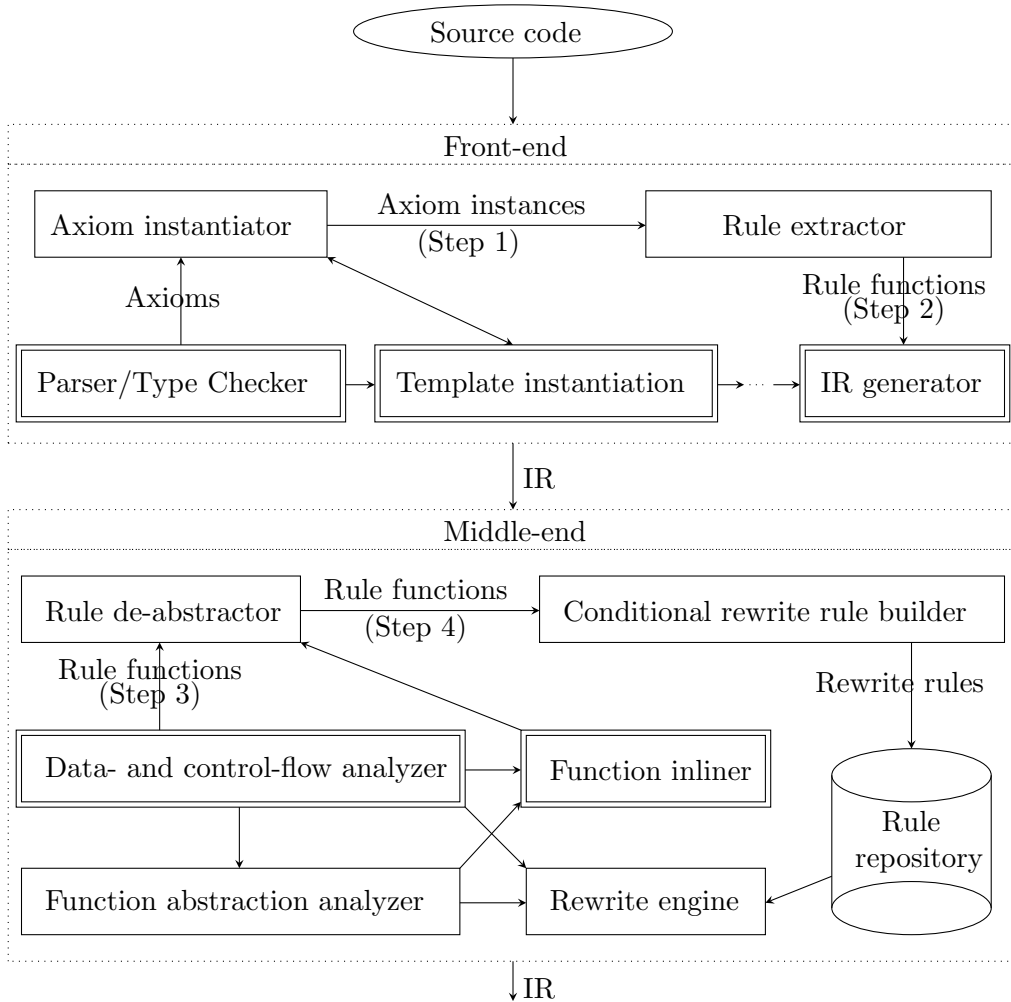 Source code
Front-end
Axiom instantiator
Axiom instances
(Step 1)
Rule extractor
Axioms
Rule functions
(Step 2)
Parser/Type Checker
Template instantiation
...
IR generator
IR
Middle-end
Rule de-abstractor
Rule functions
(Step 4)
Conditional rewrite rule builder
Rule functions
(Step 3)
Rewrite rules
Data- and control-flow analyzer
Function inliner
Rule
repository
Function abstraction analyzer
Rewrite engine
IR